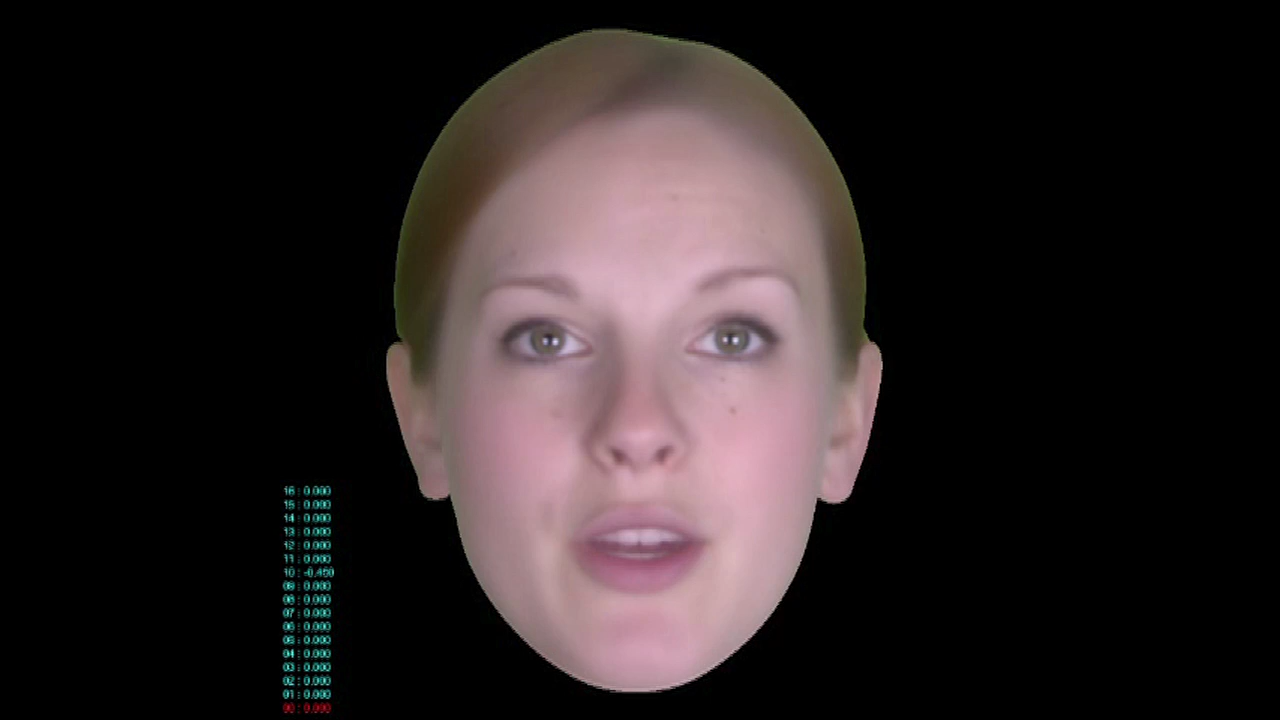 16 : 0.000
15 : 0.000
14 : 0.000
13 : 0.000
12 : 0.000
11 : 0.000
10 : -0.450
09 : 0.000
08 : 0.000
07 : 0.000
06 : 0.000
05 : 0.000
04 : 0.000
03 : 0.000
02 : 0.000
01 : 0.000
00 : 0.000